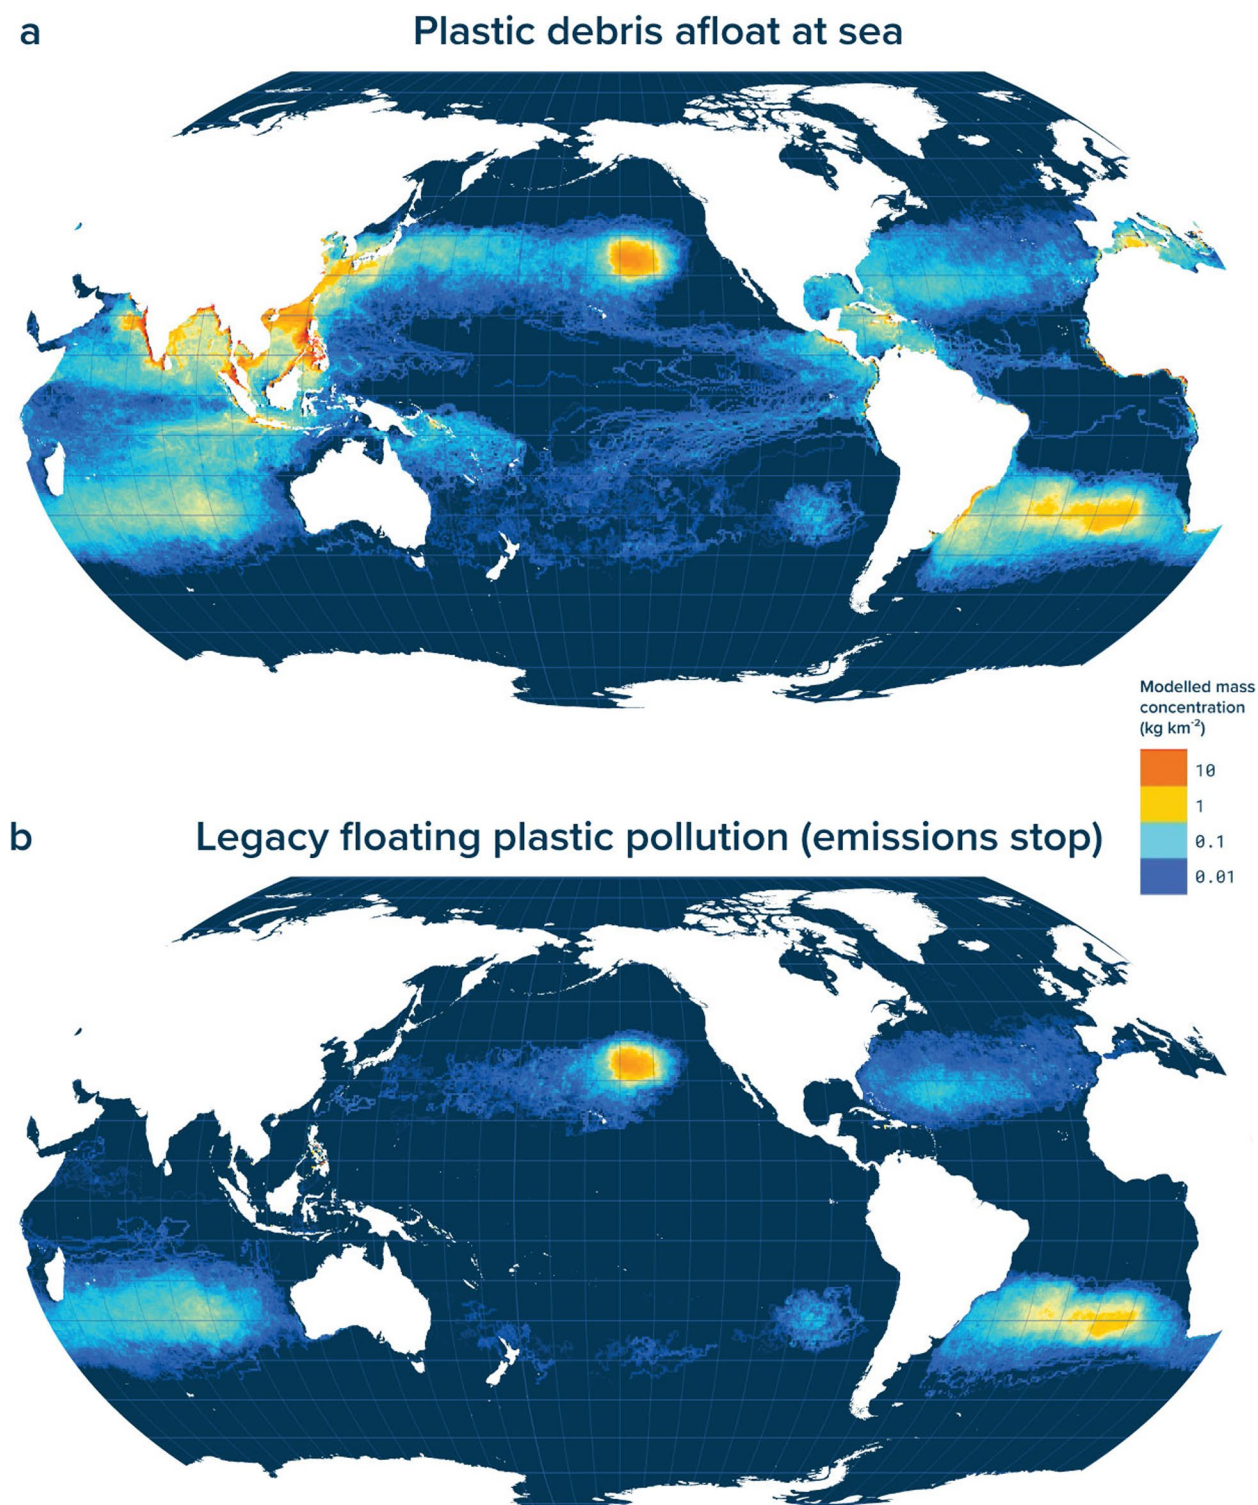 a
Plastic debris afloat at sea
Modelled mass
concentration
(kg km⁻²)
10
1
0.1
0.01
b
Legacy floating plastic pollution (emissions stop)